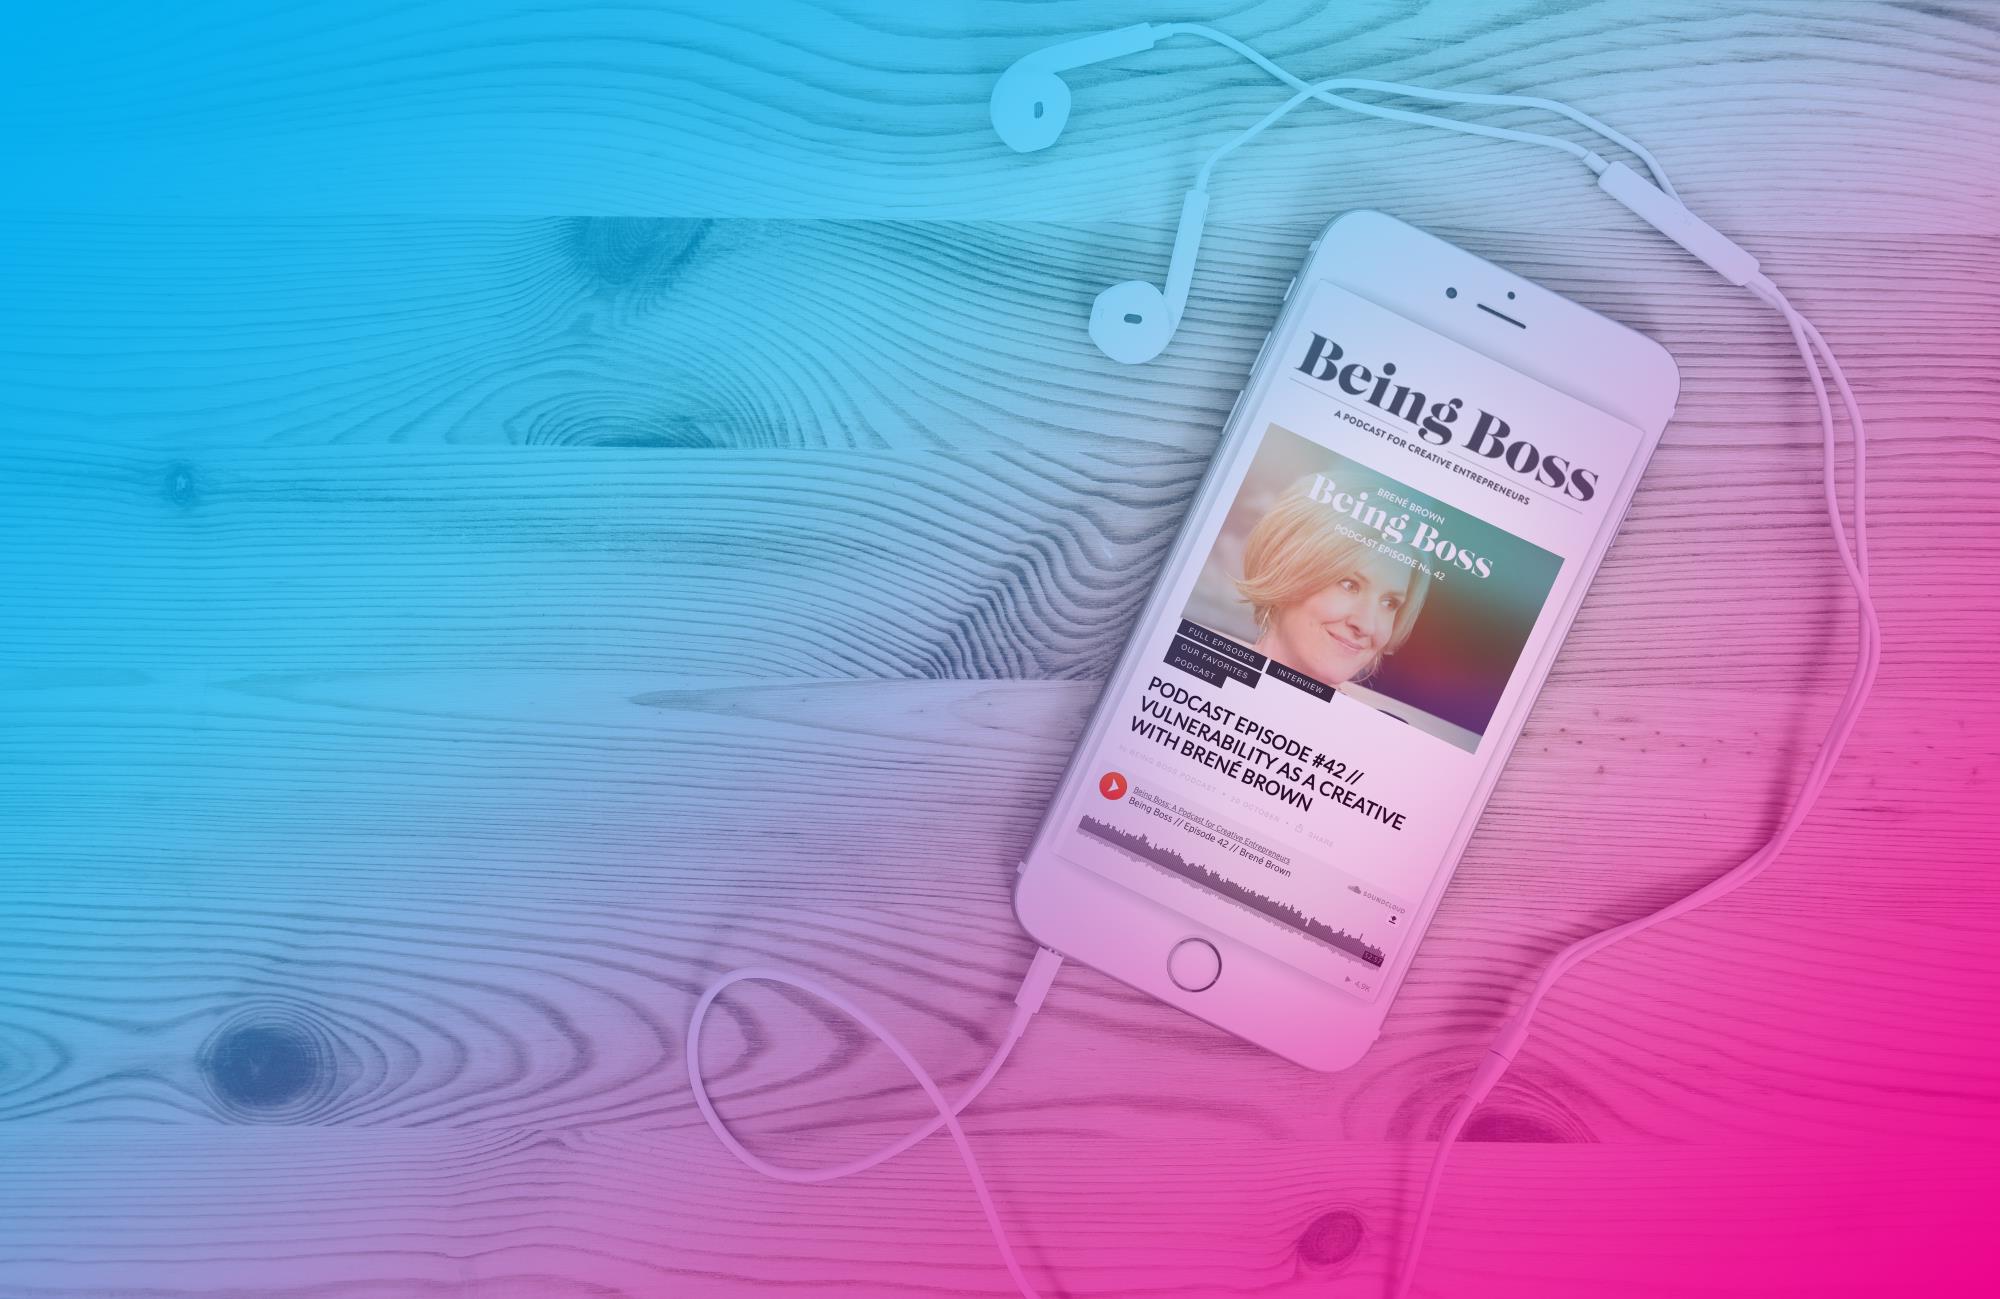 Being Boss
A PODCAST FOR CREATIVE ENTREPRENEURS
BRENÉ BROWN
Being Boss
PODCAST EPISODE No. 42
FULL EPISODES
INTERVIEW
OUR FAVORITES
PODCAST
PODCAST EPISODE #42 //
VULNERABILITY AS A CREATIVE
WITH BRENÉ BROWN
by BEING BOSS PODCAST • 20 OCTOBER • SHARE
Being Boss: A Podcast for Creative Entrepreneurs
Being Boss // Episode 42 // Brené Brown
SOUNDCLOUD
4.9K